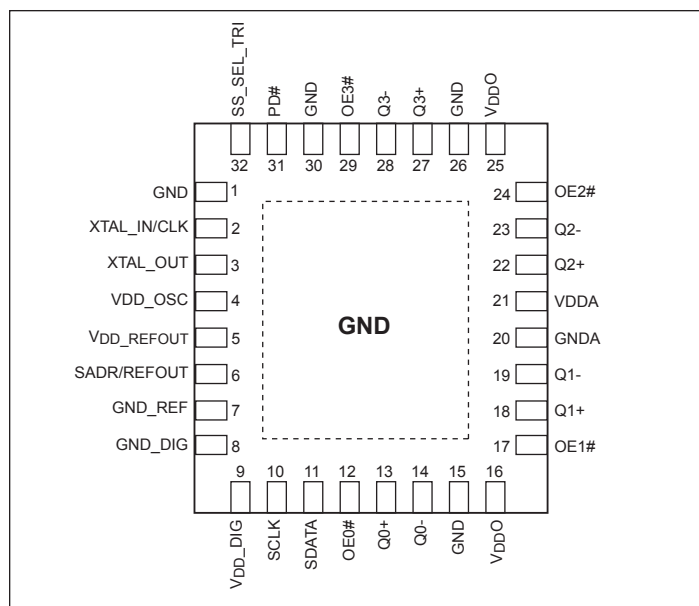 SS_SEL_TRI
PD#
GND
OE3#
Q3-
Q3+
GND
VDDO
32
31
30
29
28
27
26
25
GND 1
XTAL_IN/CLK 2
XTAL_OUT 3
VDD_OSC 4
VDD_REFOUT 5
SADR/REFOUT 6
GND_REF 7
GND_DIG 8
GND
24 OE2#
23 Q2-
22 Q2+
21 VDDA
20 GNDA
19 Q1-
18 Q1+
17 OE1#
9
10
11
12
13
14
15
16
VDD_DIG
SCLK
SDATA
OE0#
Q0+
Q0-
GND
VDDO